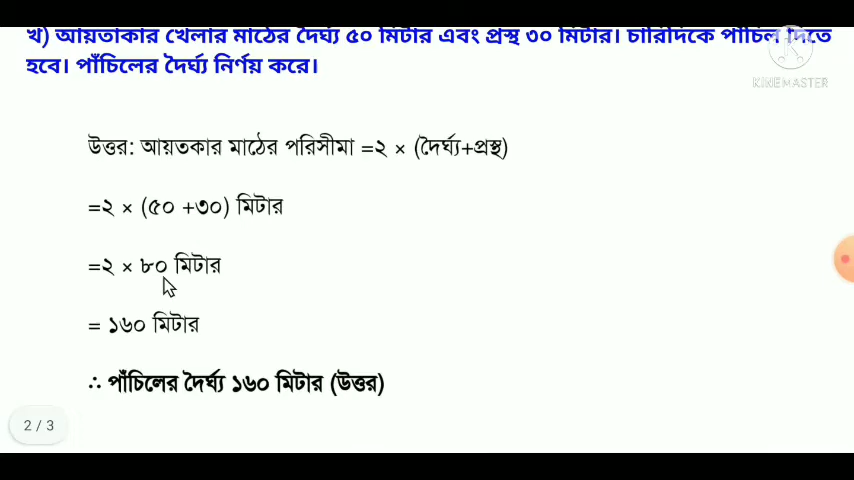 খ) আয়তাকার খেলার মাঠের দৈর্ঘ্য ৫০ মিটার এবং প্রস্থ ৩০ মিটার। চারিদিকে পাঁচিল দিতে
হবে। পাঁচিলের দৈর্ঘ্য নির্ণয় করে।
KINEMASTER
উত্তর: আয়তকার মাঠের পরিসীমা =২ × (দৈর্ঘ্য+প্রস্থ)
=২ × (৫০ +৩০) মিটার
=২ × ৮০ মিটার
= ১৬০ মিটার
∴ পাঁচিলের দৈর্ঘ্য ১৬০ মিটার (উত্তর)
2 / 3